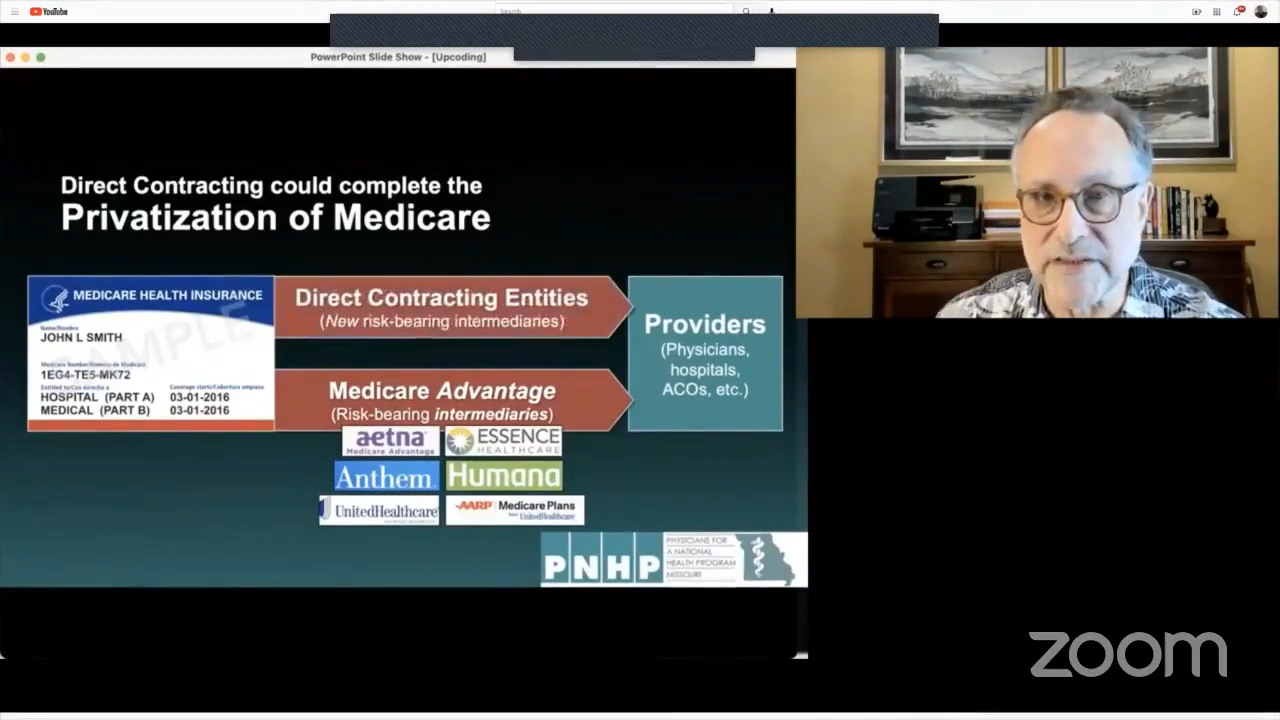 YouTube
Search
PowerPoint Slide Show - [Upcoding]
Direct Contracting could complete the
Privatization of Medicare
MEDICARE HEALTH INSURANCE
Name/Nombre
JOHN L SMITH
Medicare Number/Número de Medicare
1EG4-TE5-MK72
Entitled to/Con derecho a
Coverage starts/Cobertura empieza
HOSPITAL (PART A) 03-01-2016
MEDICAL (PART B) 03-01-2016
SAMPLE
Direct Contracting Entities
(New risk-bearing intermediaries)
Medicare Advantage
(Risk-bearing intermediaries)
aetna
Medicare Advantage
ESSENCE
HEALTHCARE
Anthem
Humana
UnitedHealthcare
AARP Medicare Plans
from UnitedHealthcare
Providers
(Physicians,
hospitals,
ACOs, etc.)
PNHP
PHYSICIANS FOR
A NATIONAL
HEALTH PROGRAM
MISSOURI
zoom